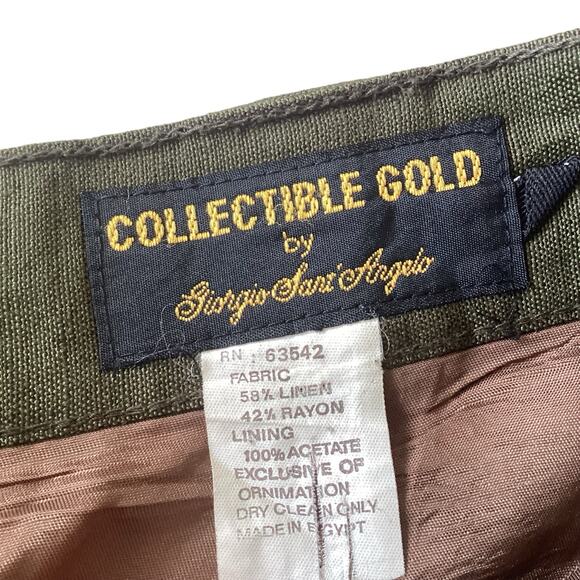 COLLECTIBLE GOLD
by
Giorgio Sant'Angelo
RN : 63542
FABRIC
58% LINEN
42% RAYON
LINING
100% ACETATE
EXCLUSIVE OF
ORNIMATION
DRY CLEAN ONLY
MADE IN EGYPT